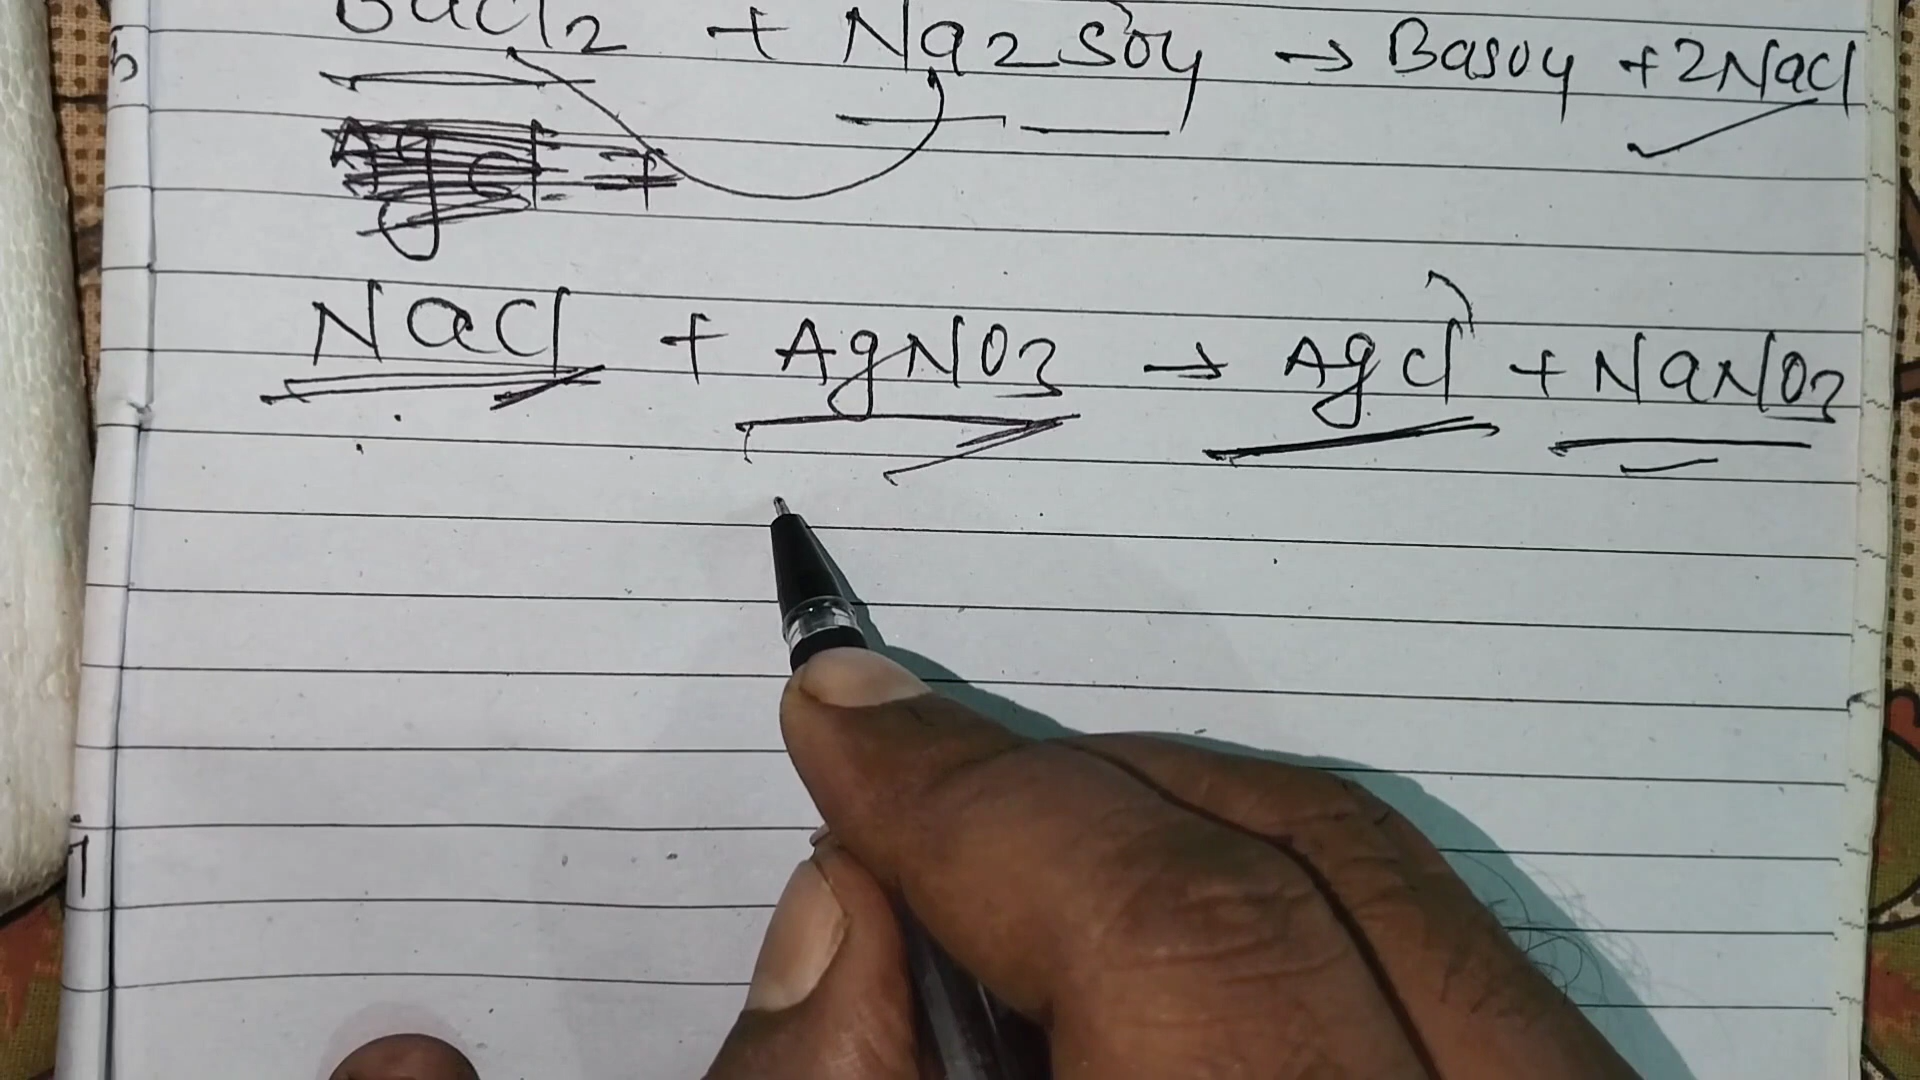 BaCl2 + Na2SO4 → BaSO4 + 2NaCl
NaCl + AgNO3 → AgCl + NaNO3